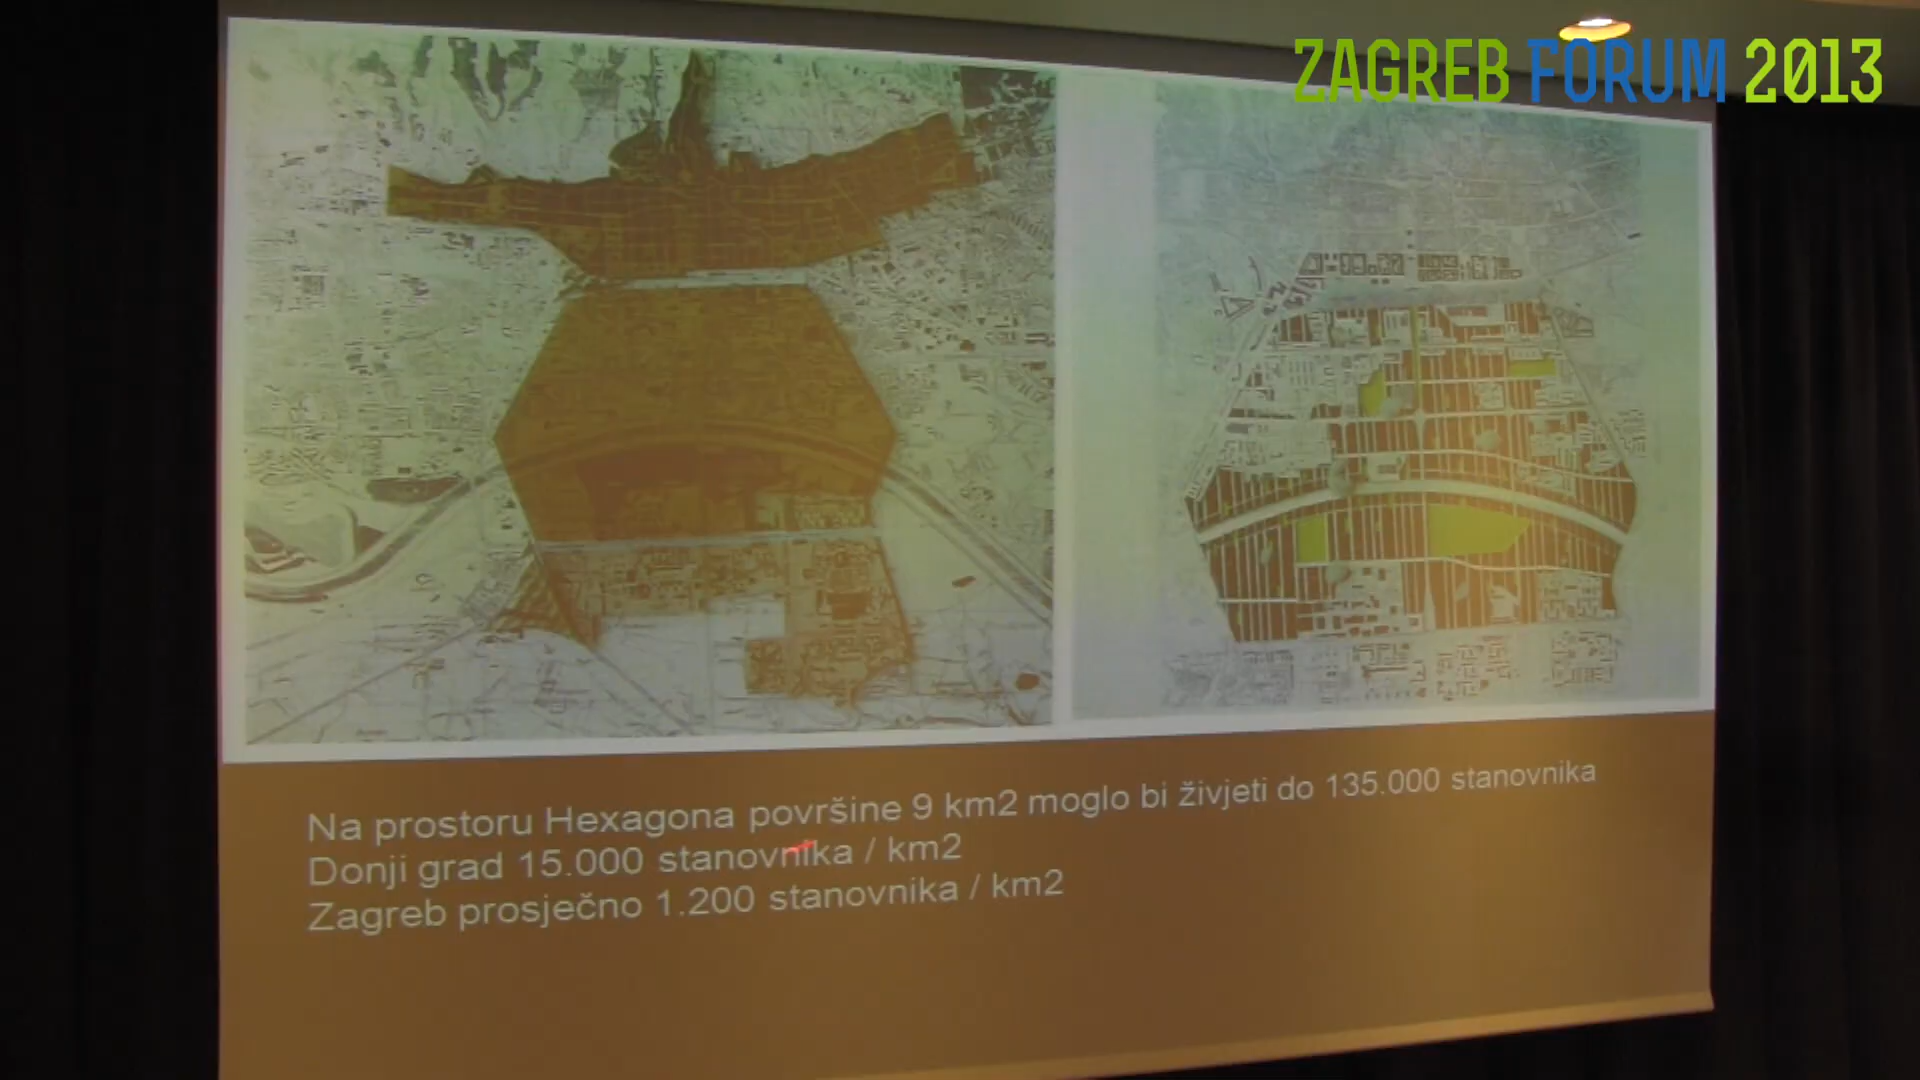 ZAGREB FORUM 2013
Na prostoru Hexagona površine 9 km2 moglo bi živjeti do 135.000 stanovnika
Donji grad 15.000 stanovnika / km2
Zagreb prosječno 1.200 stanovnika / km2